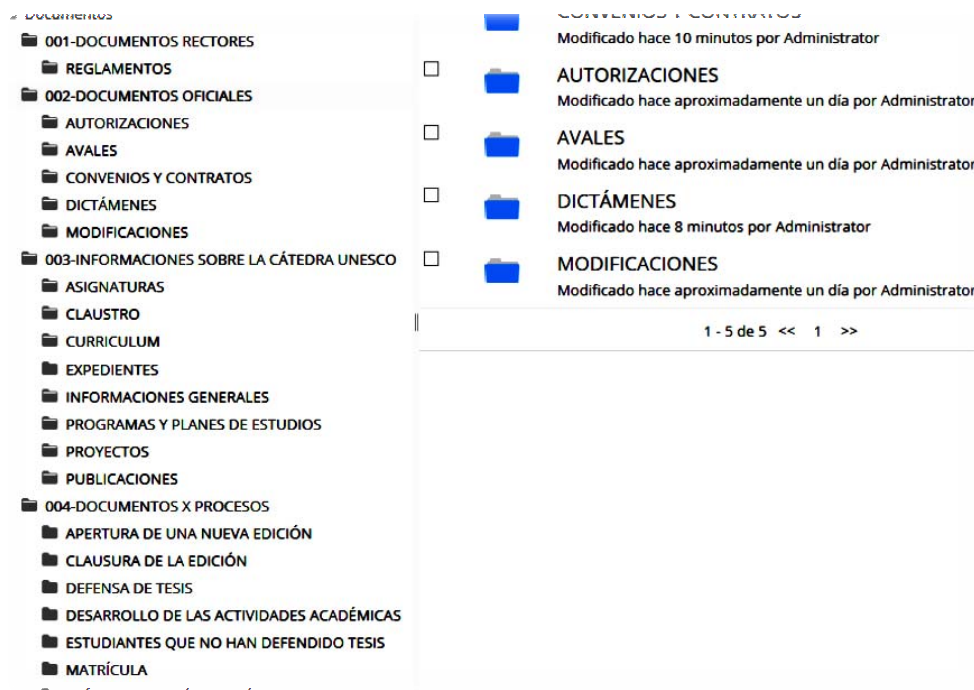 Documentos
001-DOCUMENTOS RECTORES
REGLAMENTOS
002-DOCUMENTOS OFICIALES
AUTORIZACIONES
AVALES
CONVENIOS Y CONTRATOS
DICTÁMENES
MODIFICACIONES
003-INFORMACIONES SOBRE LA CÁTEDRA UNESCO
ASIGNATURAS
CLAUSTRO
CURRICULUM
EXPEDIENTES
INFORMACIONES GENERALES
PROGRAMAS Y PLANES DE ESTUDIOS
PROYECTOS
PUBLICACIONES
004-DOCUMENTOS X PROCESOS
APERTURA DE UNA NUEVA EDICIÓN
CLAUSURA DE LA EDICIÓN
DEFENSA DE TESIS
DESARROLLO DE LAS ACTIVIDADES ACADÉMICAS
ESTUDIANTES QUE NO HAN DEFENDIDO TESIS
MATRÍCULA
CONVENIOS Y CONTRATOS
Modificado hace 10 minutos por Administrator
AUTORIZACIONES
Modificado hace aproximadamente un día por Administrator
AVALES
Modificado hace aproximadamente un día por Administrator
DICTÁMENES
Modificado hace 8 minutos por Administrator
MODIFICACIONES
Modificado hace aproximadamente un día por Administrator
1 - 5 de 5 << 1 >>